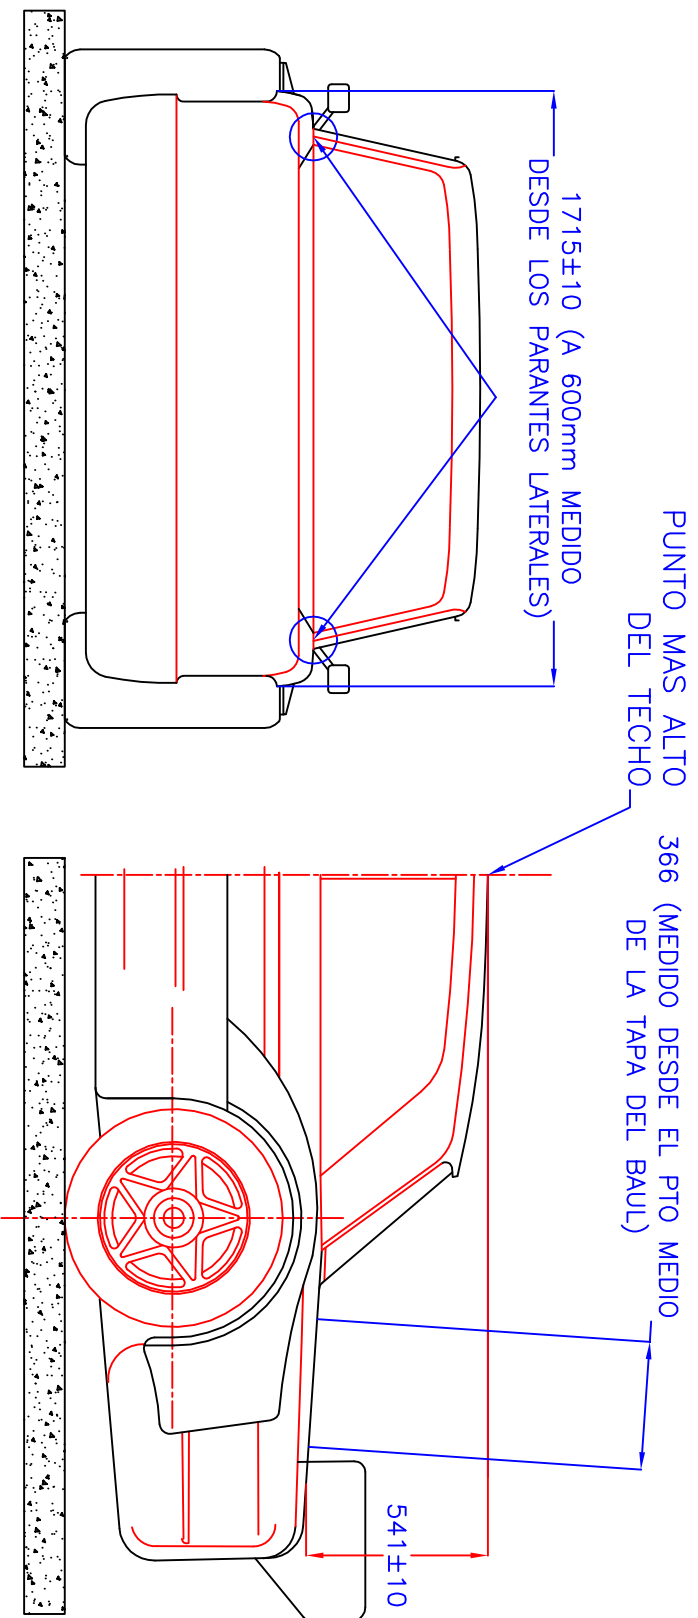 1715±10 (A 600mm MEDIDO
DESDE LOS PARANTES LATERALES)
PUNTO MAS ALTO
DEL TECHO
366 (MEDIDO DESDE EL PTO MEDIO
DE LA TAPA DEL BAUL)
541±10